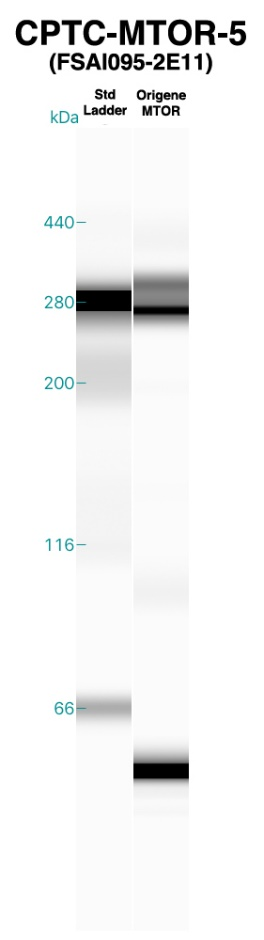 CPTC-MTOR-5
(FSAI095-2E11)
Std Ladder
Origene MTOR
kDa
440
280
200
116
66